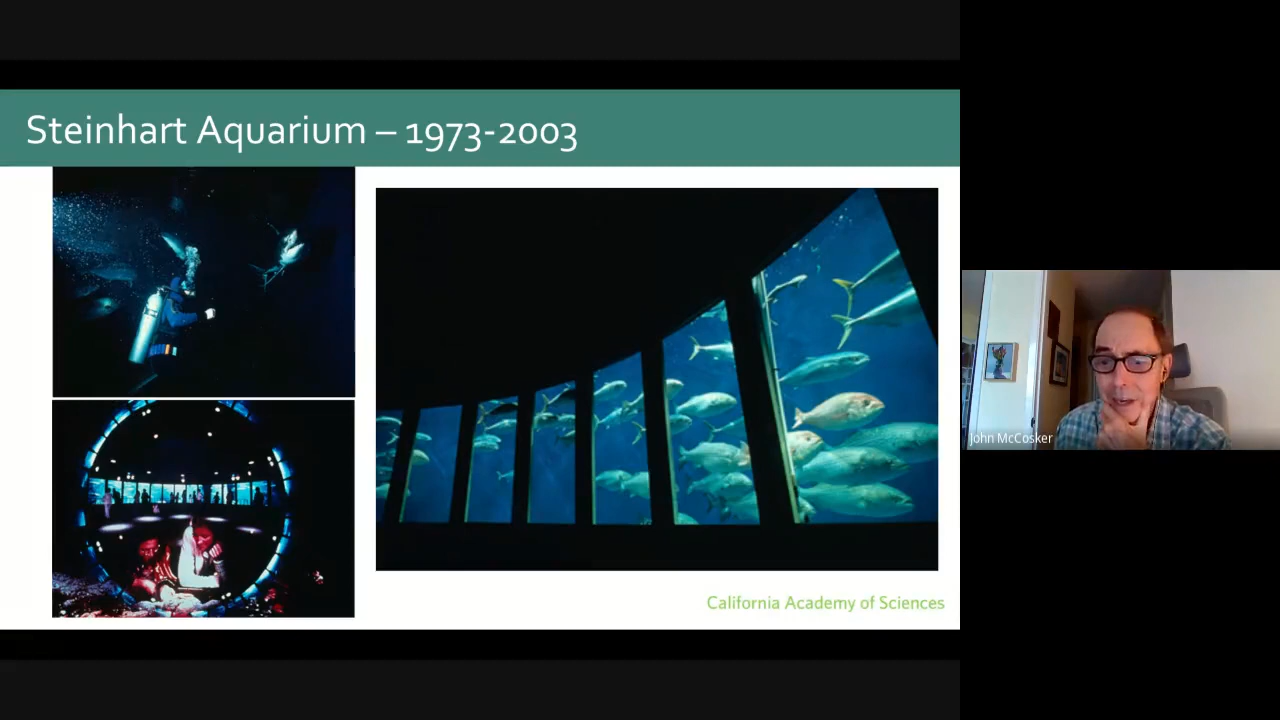 Steinhart Aquarium – 1973-2003
John McCosker
California Academy of Sciences